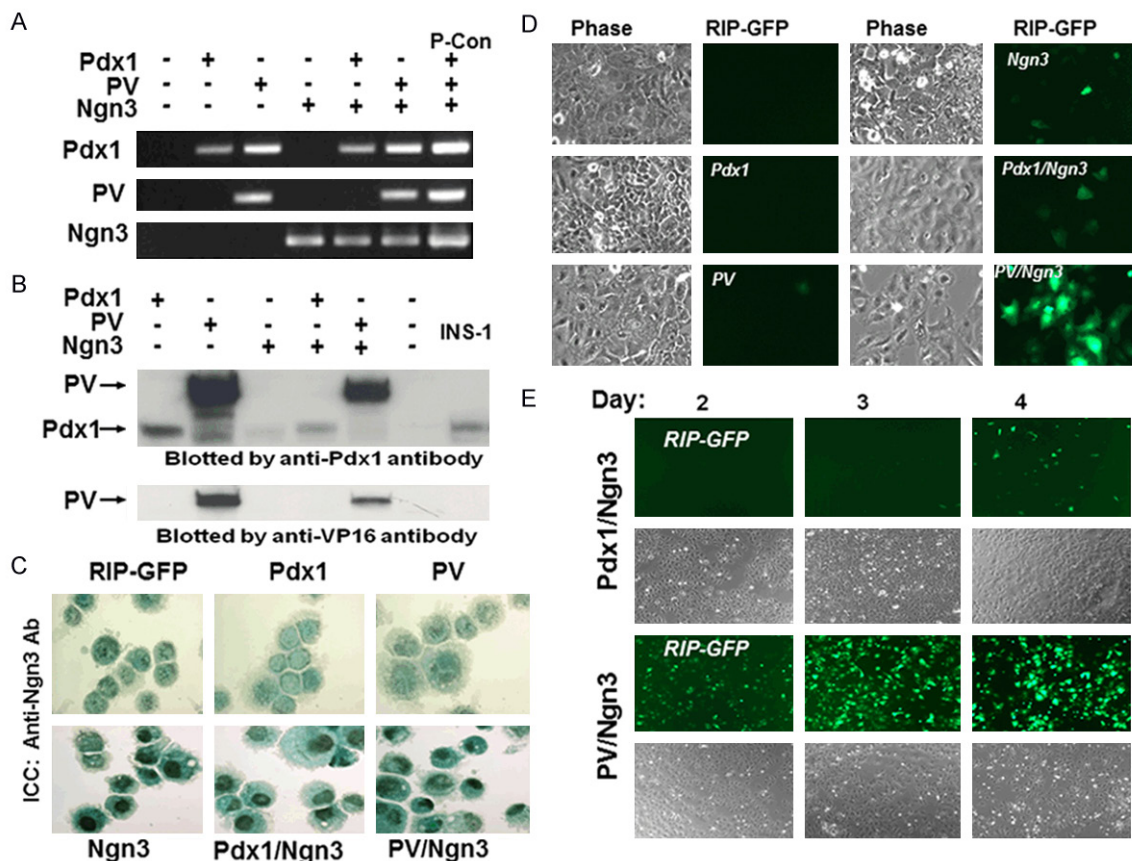 A
P-Con
Pdx1 - + - - + - +
PV - - + - - + +
Ngn3 - - - + + + +
Pdx1
PV
Ngn3
B
Pdx1 + - - + - -
PV - + - - + - INS-1
Ngn3 - - + + + -
PV→
Pdx1→
Blotted by anti-Pdx1 antibody
PV→
Blotted by anti-VP16 antibody
C
RIP-GFP Pdx1 PV
ICC: Anti-Ngn3 Ab
Ngn3 Pdx1/Ngn3 PV/Ngn3
D
Phase RIP-GFP Phase RIP-GFP
Ngn3
Pdx1 Pdx1/Ngn3
PV PV/Ngn3
E
Day: 2 3 4
Pdx1/Ngn3
RIP-GFP
PV/Ngn3
RIP-GFP